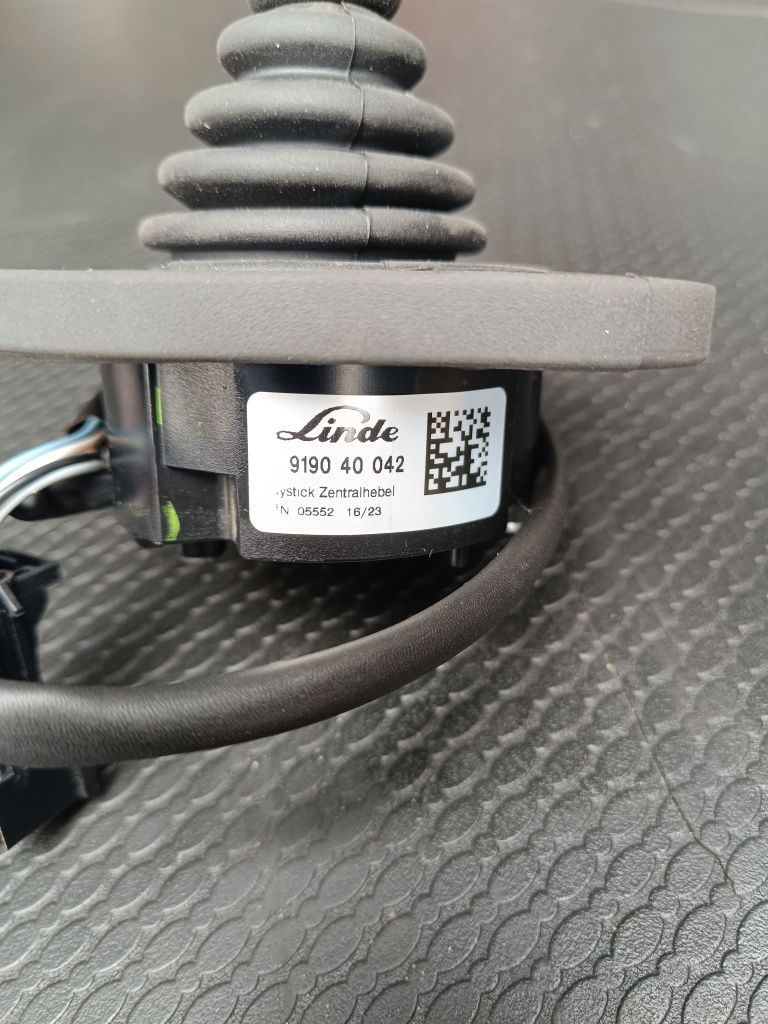 Linde
9190 40 042
ystick Zentralhebel
N 05552 16/23